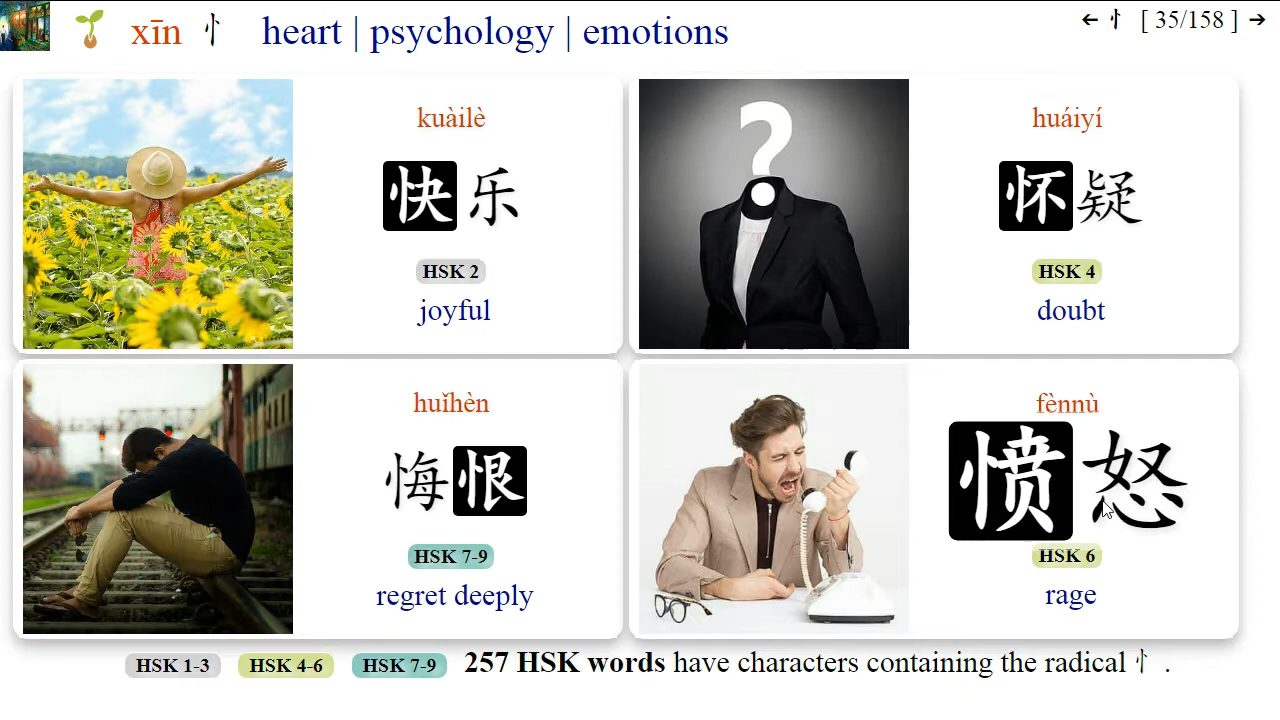 xīn 忄 heart | psychology | emotions
← 忄 [ 35/158 ] →
kuàilè
快乐
HSK 2
joyful
huáiyí
?
怀疑
HSK 4
doubt
huǐhèn
悔恨
HSK 7-9
regret deeply
fènnù
愤怒
HSK 6
rage
HSK 1-3 HSK 4-6 HSK 7-9 257 HSK words have characters containing the radical 忄.